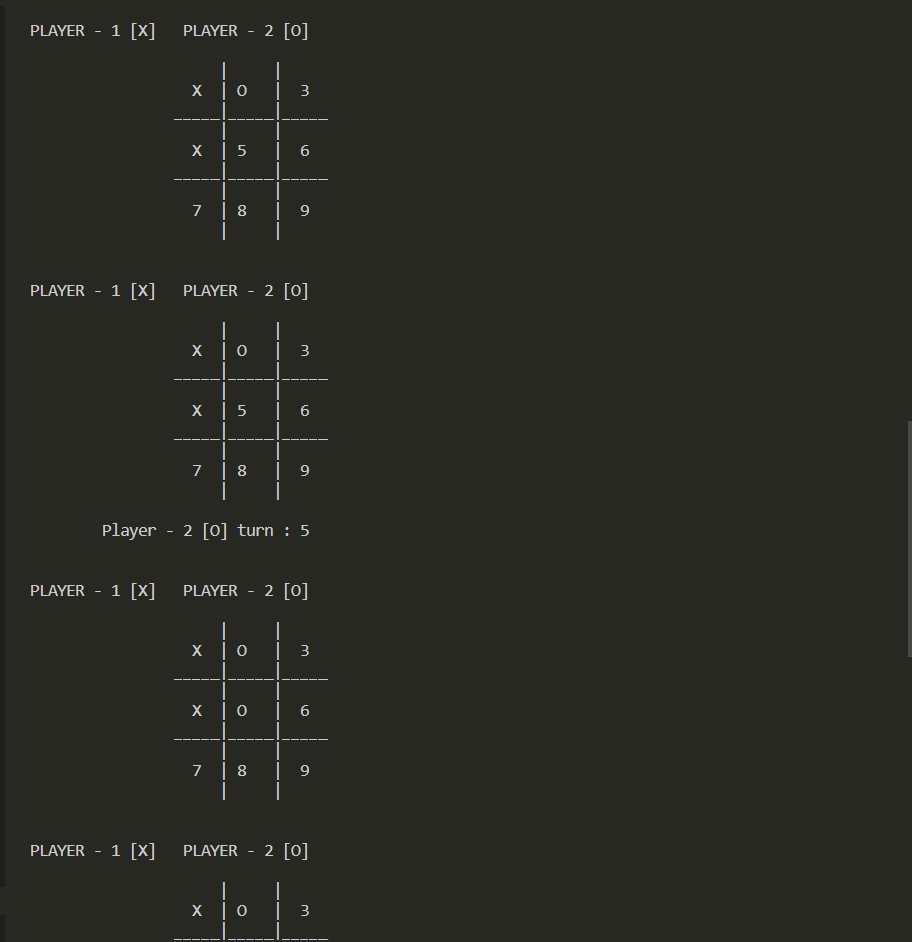 PLAYER - 1 [X]   PLAYER - 2 [O]
     |     |
  X  | O   |  3
_____|_____|_____
     |     |
  X  | 5   |  6
_____|_____|_____
     |     |
  7  | 8   |  9
     |     |
PLAYER - 1 [X]   PLAYER - 2 [O]
     |     |
  X  | O   |  3
_____|_____|_____
     |     |
  X  | 5   |  6
_____|_____|_____
     |     |
  7  | 8   |  9
     |     |
Player - 2 [O] turn : 5
PLAYER - 1 [X]   PLAYER - 2 [O]
     |     |
  X  | O   |  3
_____|_____|_____
     |     |
  X  | O   |  6
_____|_____|_____
     |     |
  7  | 8   |  9
     |     |
PLAYER - 1 [X]   PLAYER - 2 [O]
     |     |
  X  | O   |  3
_____|_____|_____